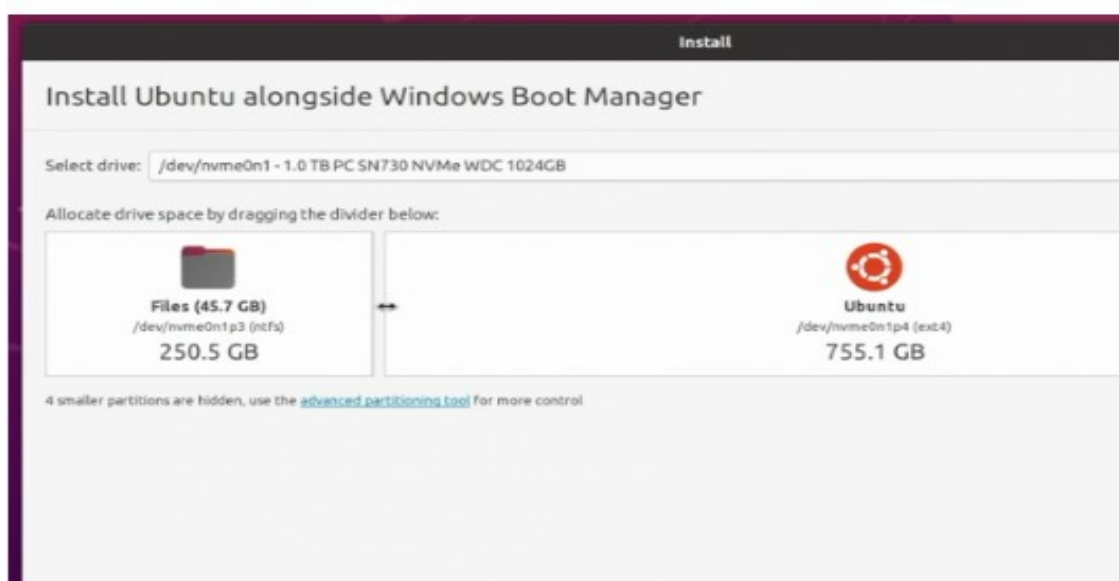 Install
Install Ubuntu alongside Windows Boot Manager
Select drive: /dev/nvme0n1 - 1.0 TB PC SN730 NVMe WDC 1024GB
Allocate drive space by dragging the divider below:
Files (45.7 GB)
/dev/nvme0n1p3 (ntfs)
250.5 GB
Ubuntu
/dev/nvme0n1p4 (ext4)
755.1 GB
4 smaller partitions are hidden, use the advanced partitioning tool for more control